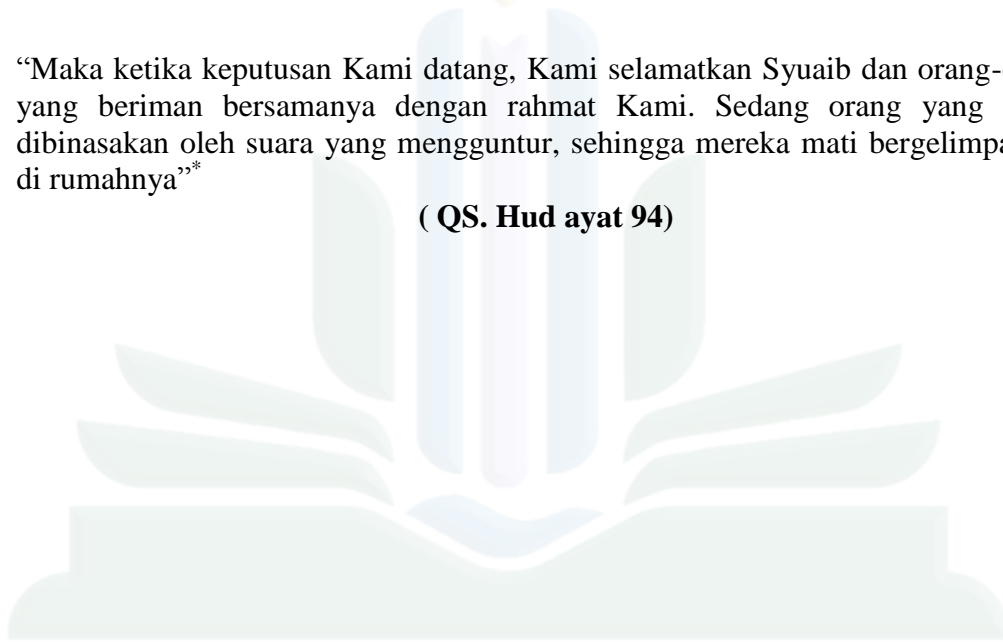 “Maka ketika keputusan Kami datang, Kami selamatkan Syuaib dan orang-
yang beriman bersamanya dengan rahmat Kami. Sedang orang yang
dibinasakan oleh suara yang mengguntur, sehingga mereka mati bergelimpa
di rumahnya”*
( QS. Hud ayat 94)